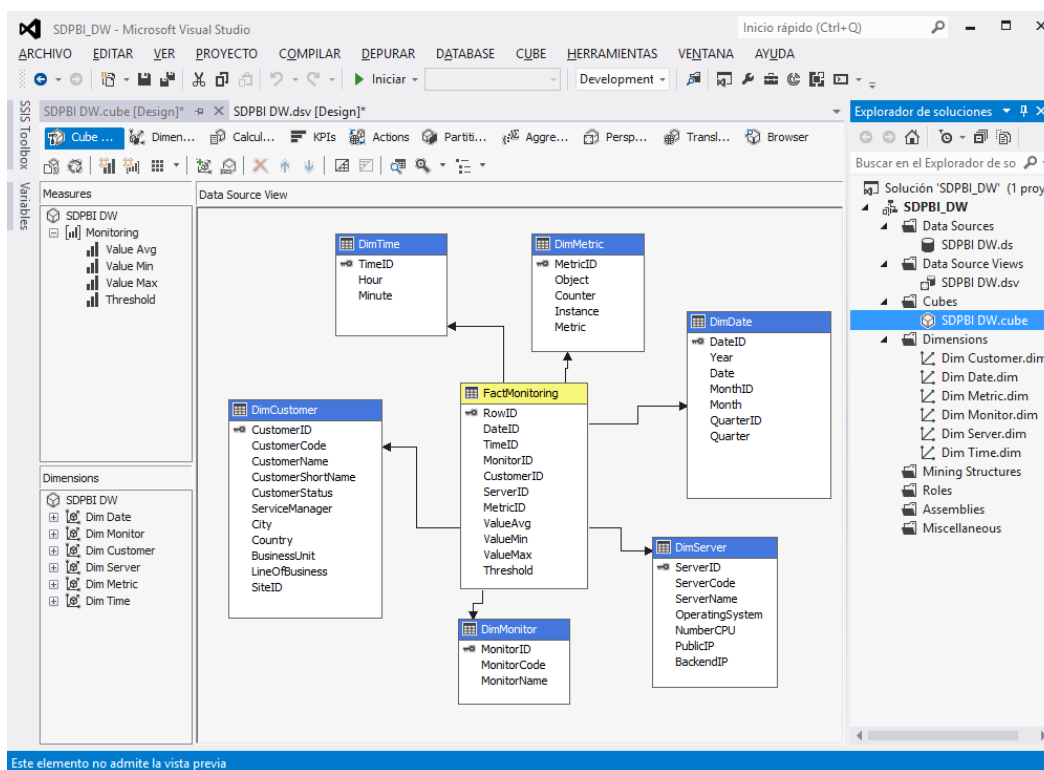 SDPBI_DW - Microsoft Visual Studio
Inicio rápido (Ctrl+Q)
ARCHIVO EDITAR VER PROYECTO COMPILAR DEPURAR DATABASE CUBE HERRAMIENTAS VENTANA AYUDA
Iniciar
Development
SSIS Toolbox
Variables
SDPBI DW.cube [Design]*
SDPBI DW.dsv [Design]*
Cube ... Dimen... Calcul... KPIs Actions Partiti... Aggre... Persp... Transl... Browser
Measures
SDPBI DW
Monitoring
Value Avg
Value Min
Value Max
Threshold
Dimensions
SDPBI DW
Dim Date
Dim Monitor
Dim Customer
Dim Server
Dim Metric
Dim Time
Data Source View
DimTime
TimeID
Hour
Minute
DimMetric
MetricID
Object
Counter
Instance
Metric
DimDate
DateID
Year
Date
MonthID
Month
QuarterID
Quarter
FactMonitoring
RowID
DateID
TimeID
MonitorID
CustomerID
ServerID
MetricID
ValueAvg
ValueMin
ValueMax
Threshold
DimCustomer
CustomerID
CustomerCode
CustomerName
CustomerShortName
CustomerStatus
ServiceManager
City
Country
BusinessUnit
LineOfBusiness
SiteID
DimServer
ServerID
ServerCode
ServerName
OperatingSystem
NumberCPU
PublicIP
BackendIP
DimMonitor
MonitorID
MonitorCode
MonitorName
Explorador de soluciones
Buscar en el Explorador de so
Solución 'SDPBI_DW' (1 proy
SDPBI_DW
Data Sources
SDPBI DW.ds
Data Source Views
SDPBI DW.dsv
Cubes
SDPBI DW.cube
Dimensions
Dim Customer.dim
Dim Date.dim
Dim Metric.dim
Dim Monitor.dim
Dim Server.dim
Dim Time.dim
Mining Structures
Roles
Assemblies
Miscellaneous
Este elemento no admite la vista previa